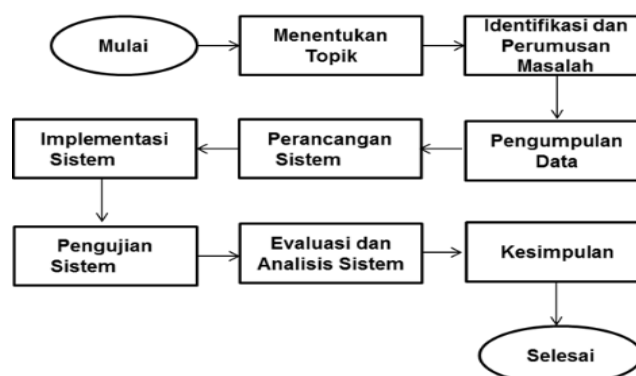 Mulai
Menentukan
Topik
Identifikasi dan
Perumusan
Masalah
Pengumpulan
Data
Perancangan
Sistem
Implementasi
Sistem
Pengujian
Sistem
Evaluasi dan
Analisis Sistem
Kesimpulan
Selesai